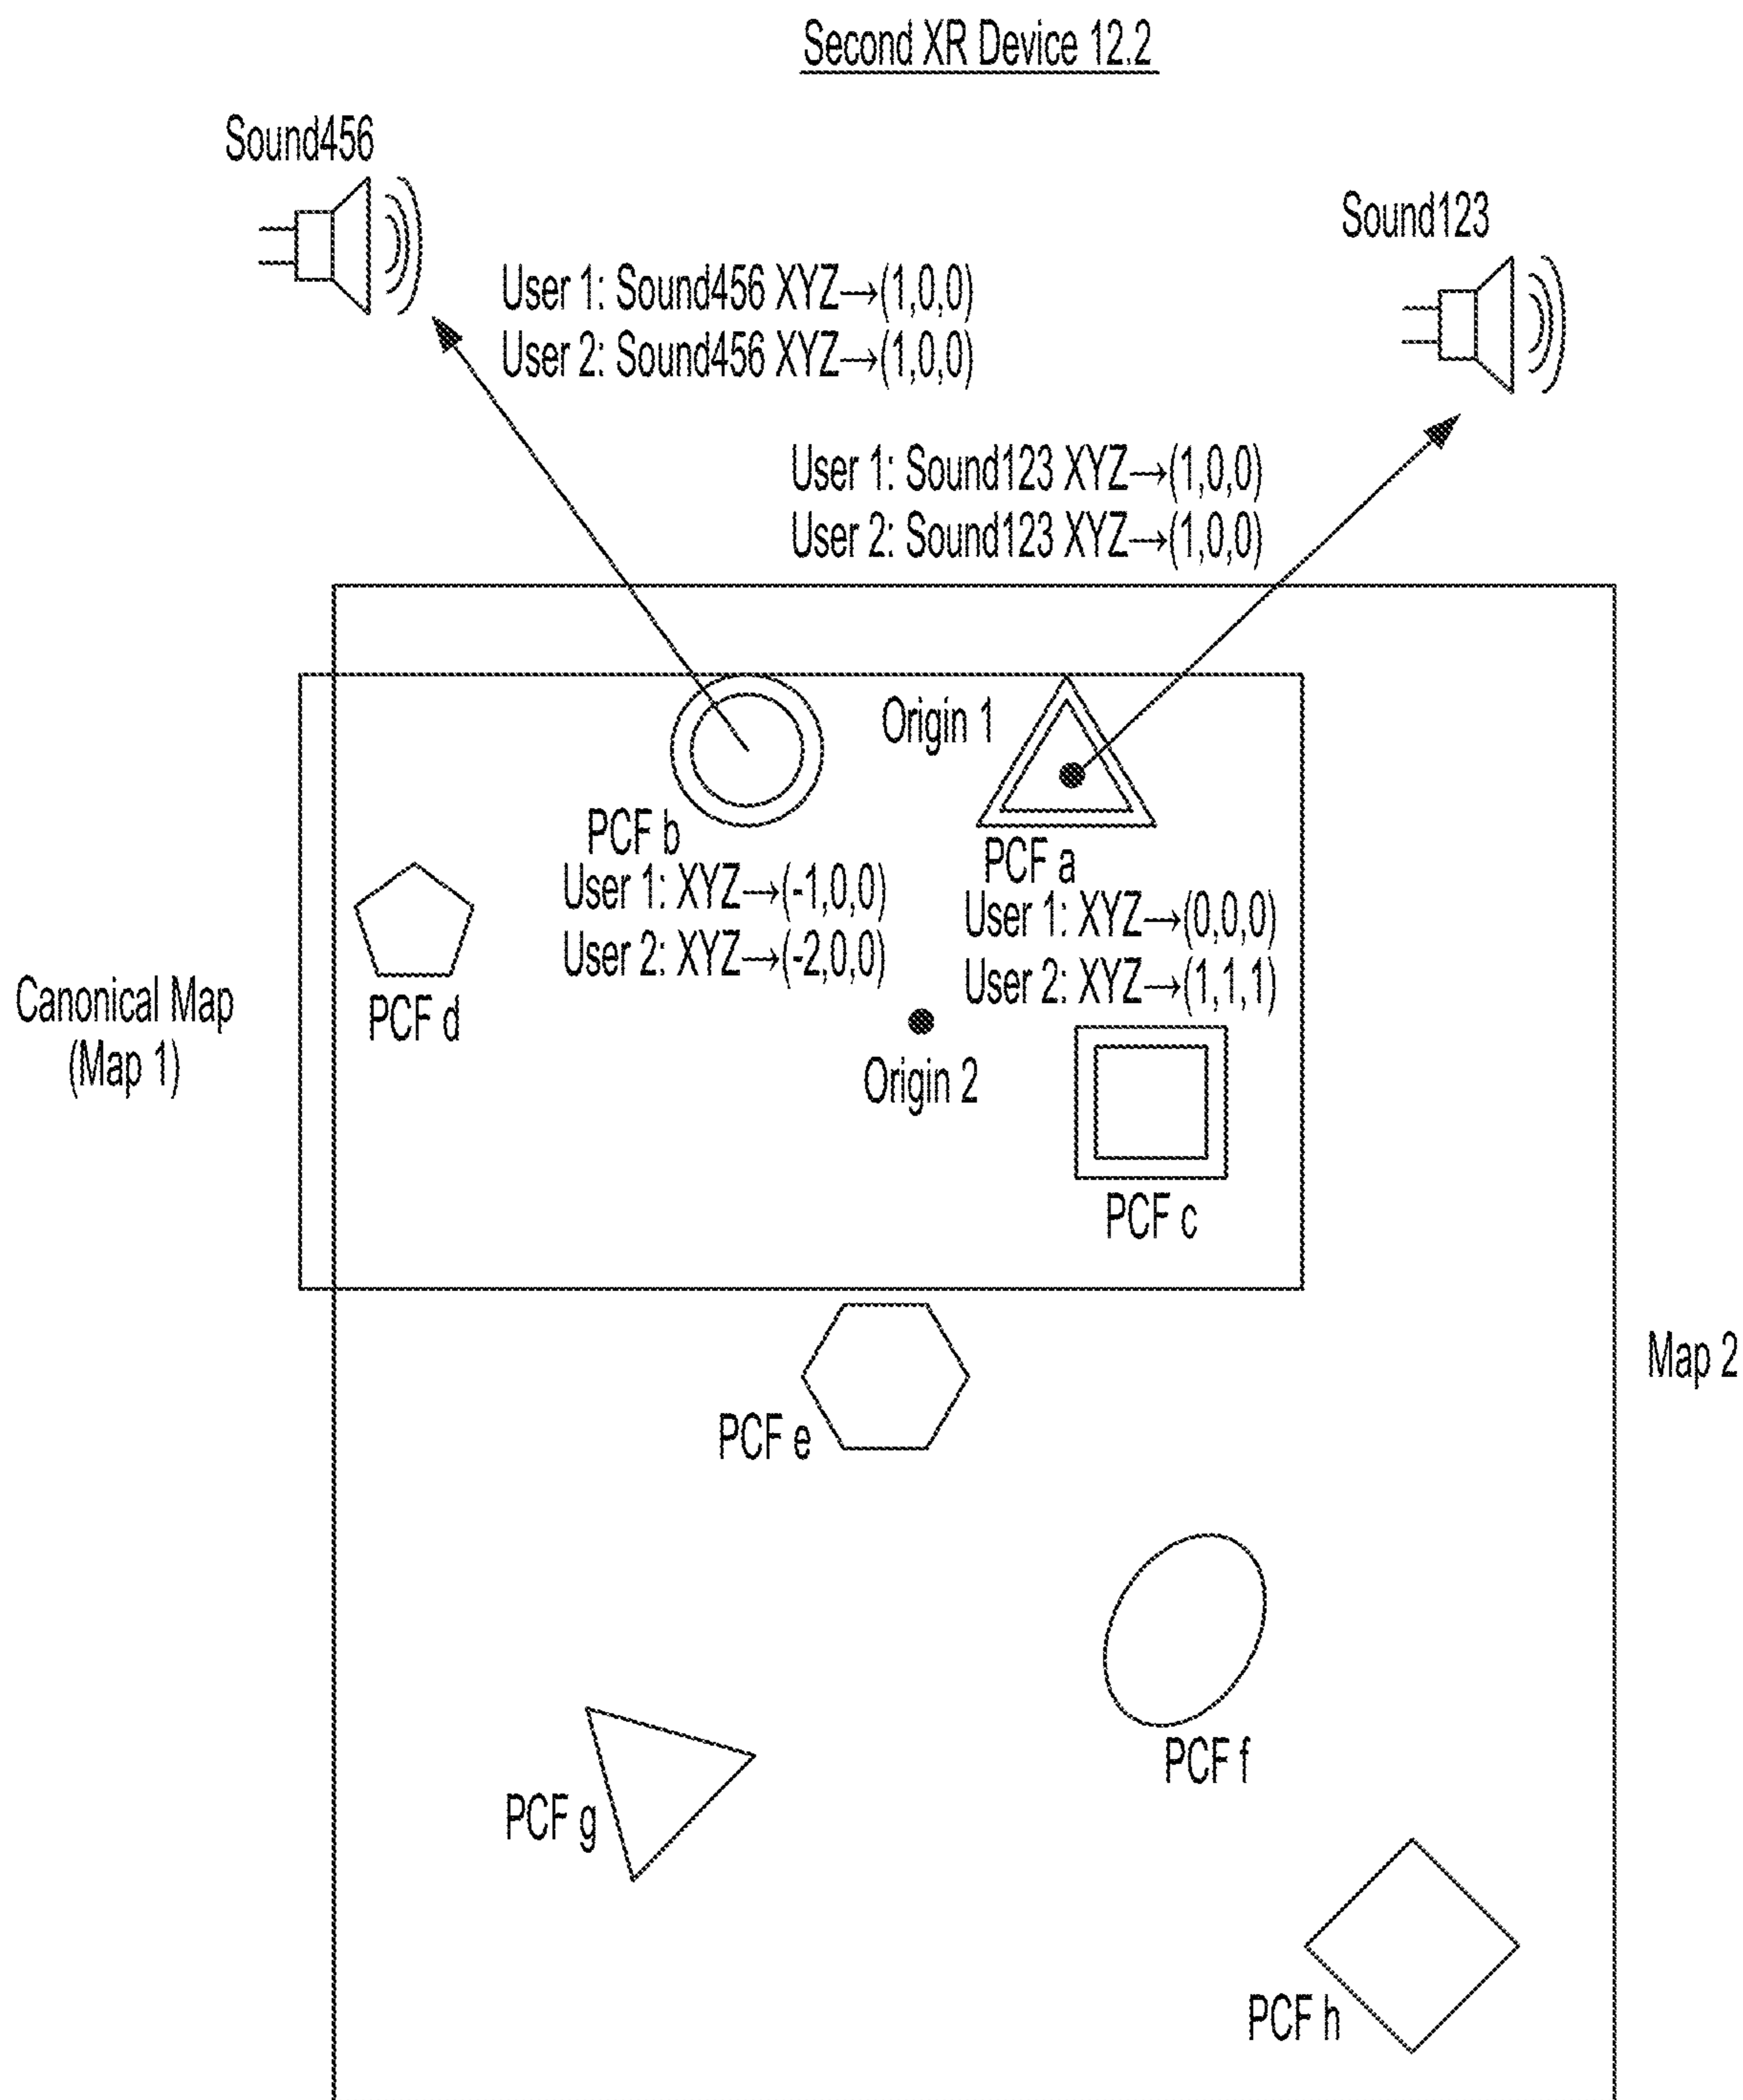 Second XR Device 12.2
Sound456
Sound123
User 1: Sound456 XYZ→(1,0,0)
User 2: Sound456 XYZ→(1,0,0)
User 1: Sound123 XYZ→(1,0,0)
User 2: Sound123 XYZ→(1,0,0)
Origin 1
PCF b
User 1: XYZ→(-1,0,0)
User 2: XYZ→(-2,0,0)
PCF a
User 1: XYZ→(0,0,0)
User 2: XYZ→(1,1,1)
PCF d
Canonical Map
(Map 1)
Origin 2
PCF c
Map 2
PCF e
PCF f
PCF g
PCF h